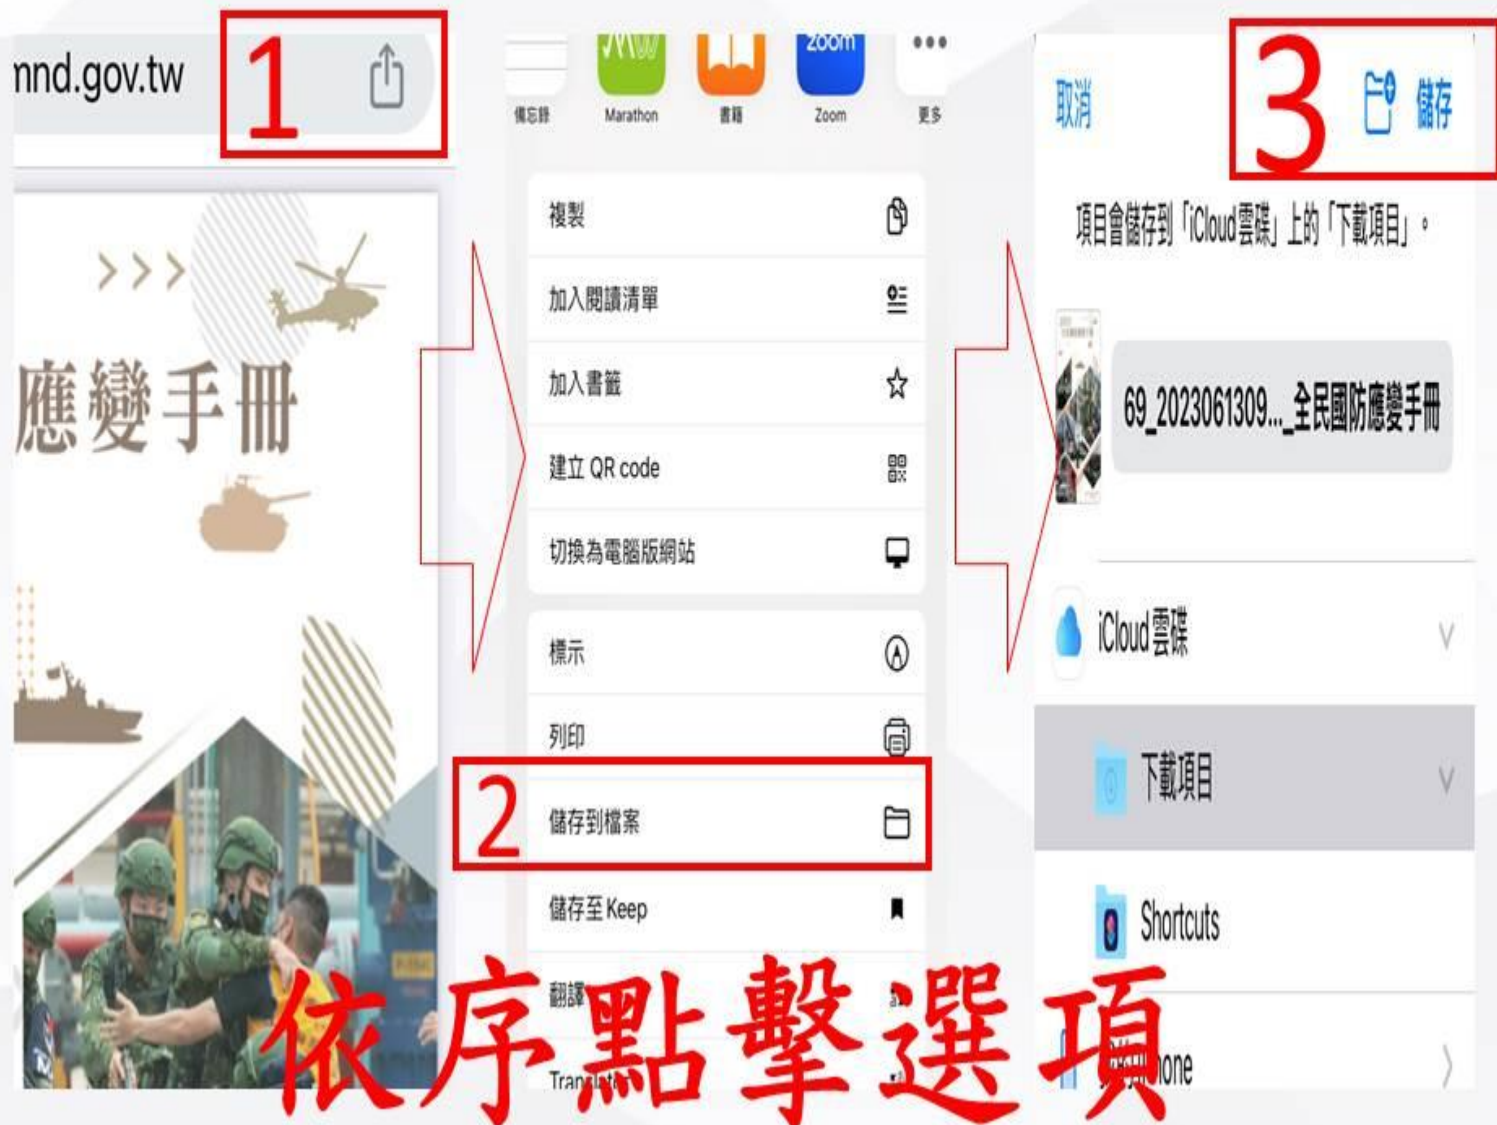 mnd.gov.tw
1
應變手冊
zoom
備忘錄
Marathon
書籍
Zoom
更多
複製
加入閱讀清單
加入書籤
建立 QR code
切換為電腦版網站
標示
列印
2
儲存到檔案
儲存至 Keep
翻譯
3
取消
儲存
項目會儲存到「iCloud雲碟」上的「下載項目」。
69_2023061309..._全民國防應變手冊
iCloud雲碟
下載項目
Shortcuts
依序點擊選項